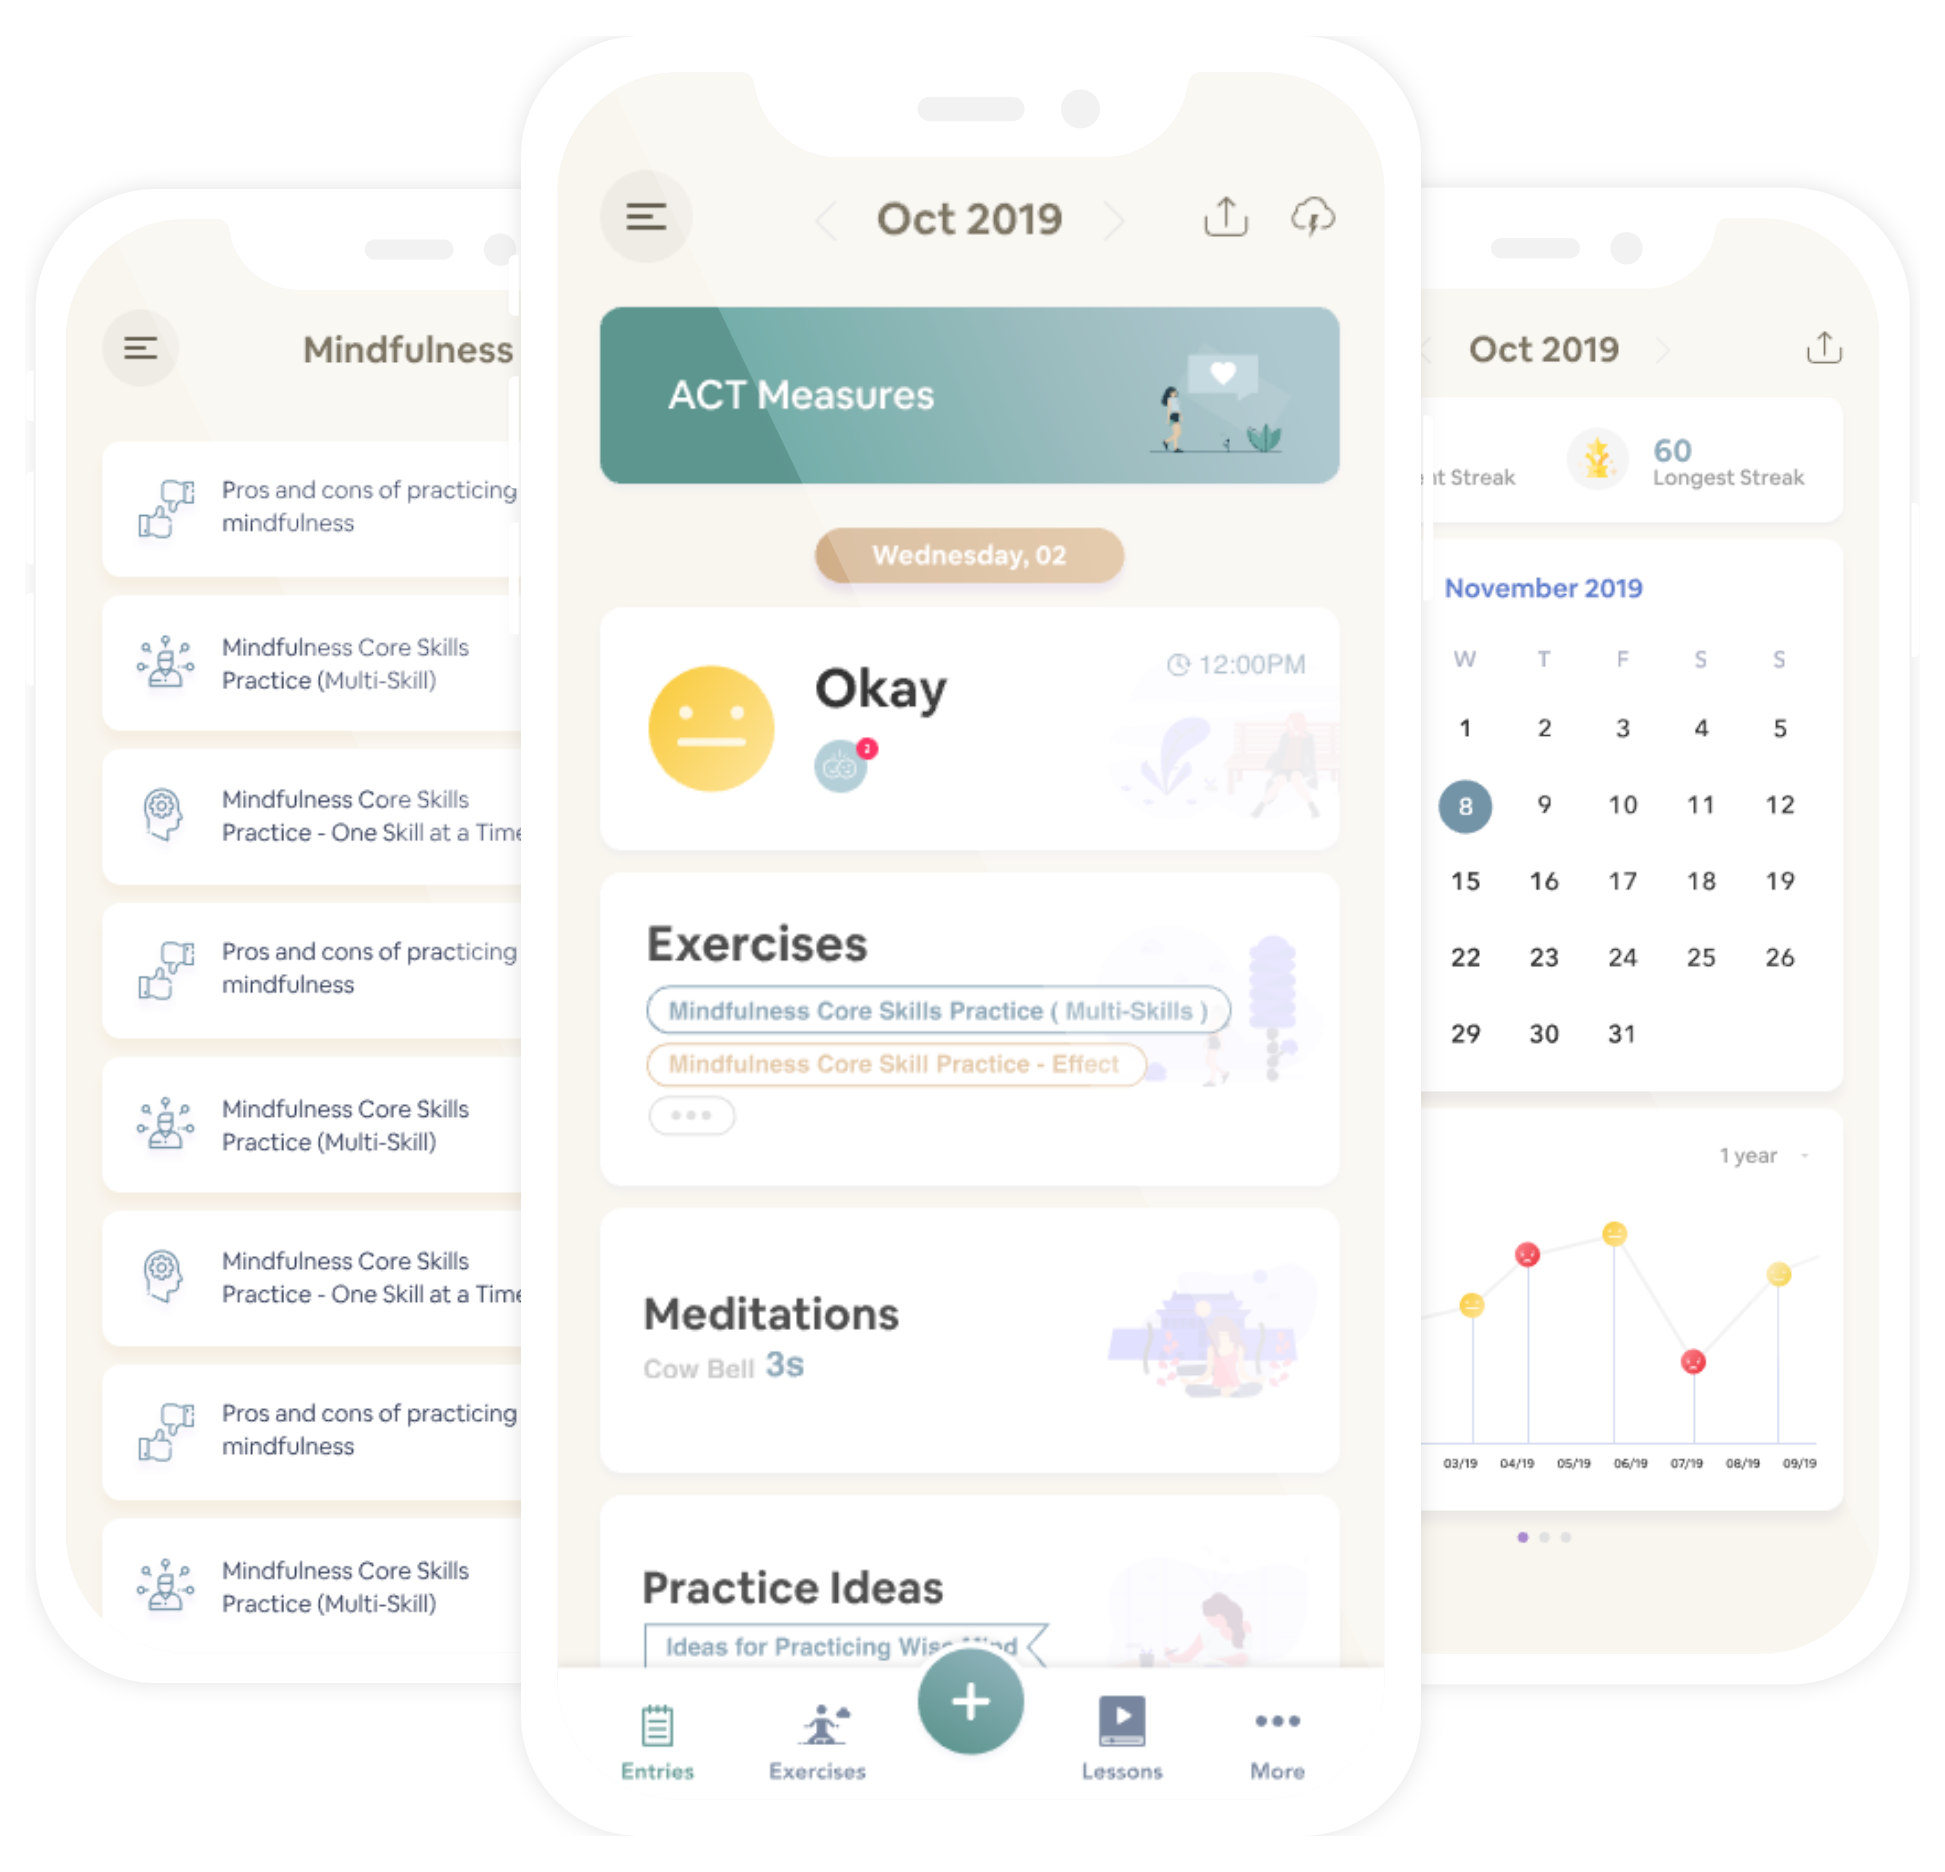 Mindfulness
Pros and cons of practicing
mindfulness
Mindfulness Core Skills
Practice (Multi-Skill)
Mindfulness Core Skills
Practice - One Skill at a Time
Pros and cons of practicing
mindfulness
Mindfulness Core Skills
Practice (Multi-Skill)
Mindfulness Core Skills
Practice - One Skill at a Time
Pros and cons of practicing
mindfulness
Mindfulness Core Skills
Practice (Multi-Skill)
Oct 2019
ACT Measures
Wednesday, 02
Okay
12:00PM
Exercises
Mindfulness Core Skills Practice ( Multi-Skills )
Mindfulness Core Skill Practice - Effect
Meditations
Cow Bell 3s
Practice Ideas
Ideas for Practicing Wise Mind
Entries
Exercises
Lessons
More
Oct 2019
Streak
60
Longest Streak
November 2019
W T F S S
1 2 3 4 5
8 9 10 11 12
15 16 17 18 19
22 23 24 25 26
29 30 31
1 year
03/19 04/19 05/19 06/19 07/19 08/19 09/19